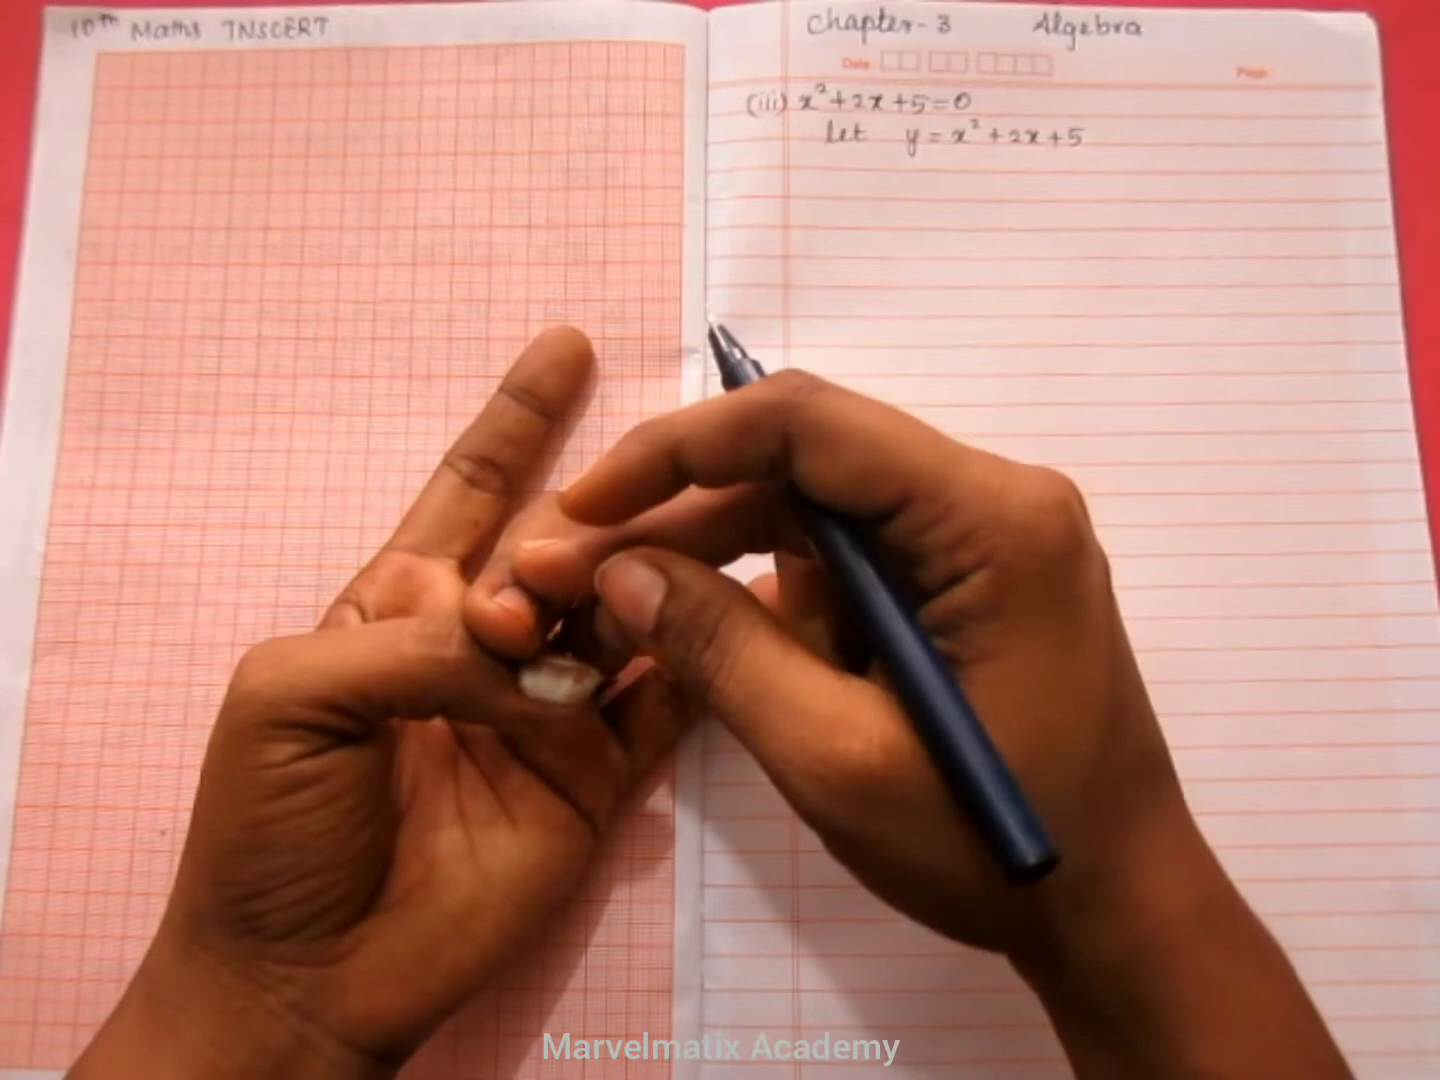 10th Maths TNSCERT
Chapter-3 Algebra
Date
Page
(iii) x²+2x+5=0
Let y=x²+2x+5
Marvelmatix Academy